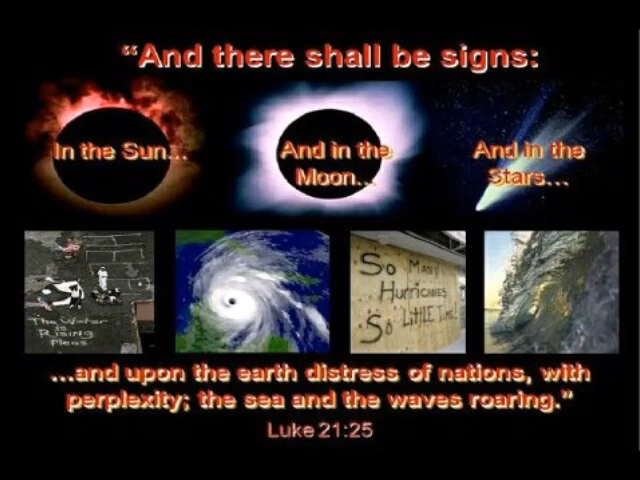 “And there shall be signs:
In the Sun...
And in the
Moon...
And in the
Stars...
The Water
is
Rising
Pleas
So Many
Hurricanes
So Little Time!
...and upon the earth distress of nations, with
perplexity; the sea and the waves roaring.”
Luke 21:25